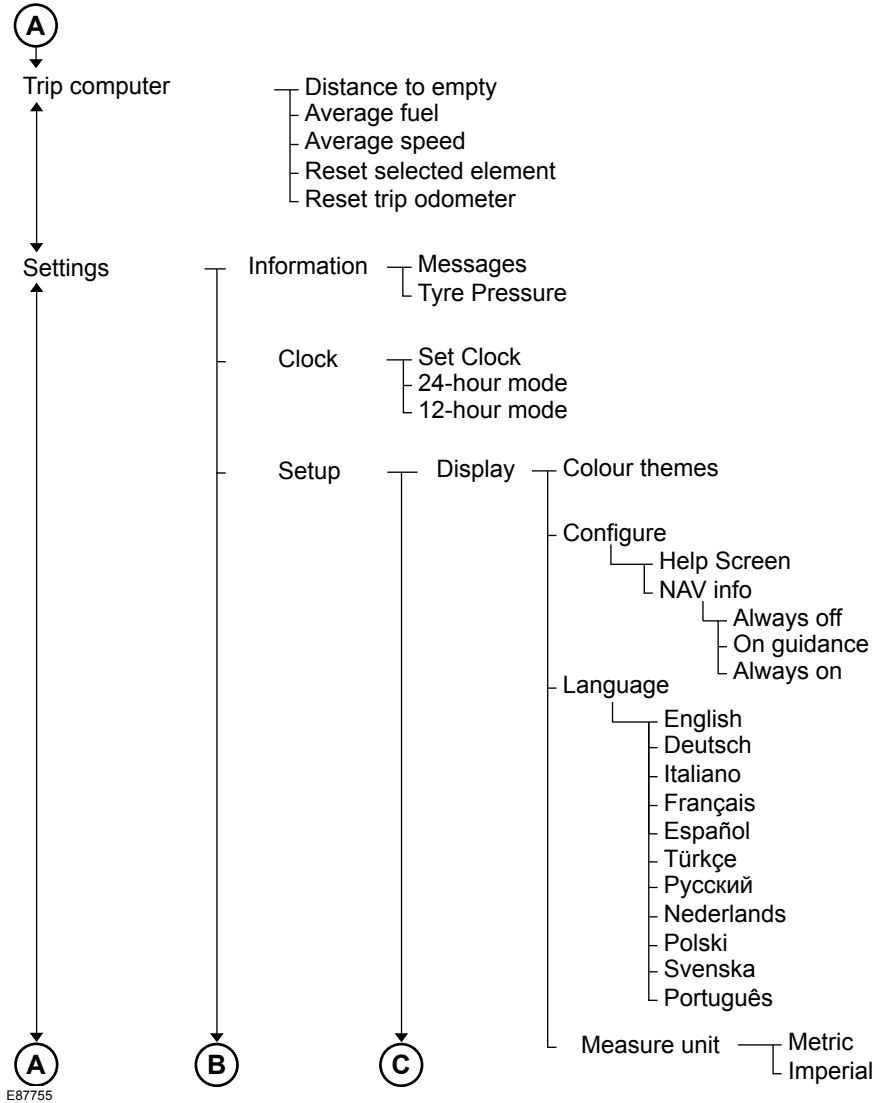 A
Trip computer
Distance to empty
Average fuel
Average speed
Reset selected element
Reset trip odometer
Settings
Information
Messages
Tyre Pressure
Clock
Set Clock
24-hour mode
12-hour mode
Setup
Display
Colour themes
Configure
Help Screen
NAV info
Always off
On guidance
Always on
Language
English
Deutsch
Italiano
Français
Español
Türkçe
Русский
Nederlands
Polski
Svenska
Português
Measure unit
Metric
Imperial
A
B
C
E87755